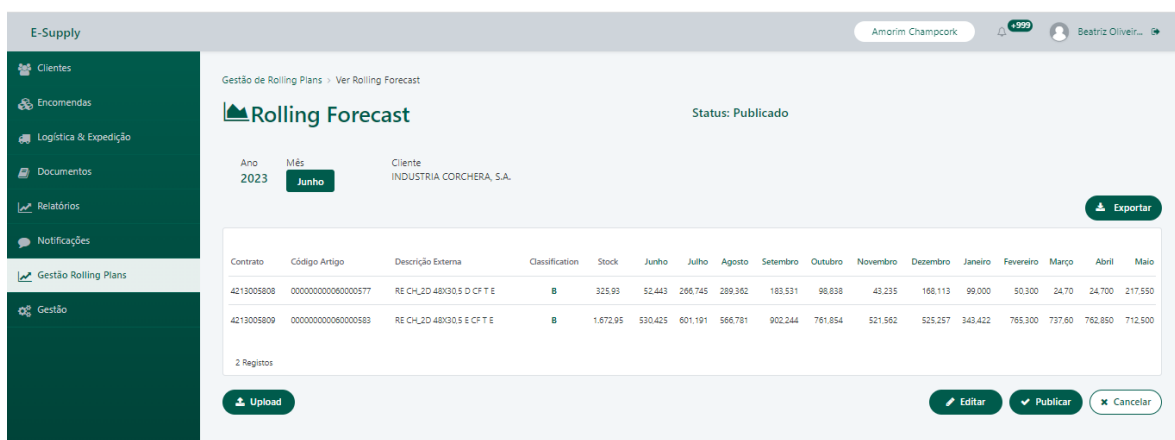 E-Supply
Amorim Champcork
+999
Beatriz Oliveir...
Clientes
Encomendas
Logística & Expedição
Documentos
Relatórios
Notificações
Gestão Rolling Plans
Gestão
Gestão de Rolling Plans > Ver Rolling Forecast
Rolling Forecast
Status: Publicado
Ano Mês Cliente
2023 Junho INDUSTRIA CORCHERA, S.A.
Exportar
Contrato Código Artigo Descrição Externa Classification Stock Junho Julho Agosto Setembro Outubro Novembro Dezembro Janeiro Fevereiro Março Abril Maio
4213005808 000000000060000577 RE CH_2D 48X30,5 D CF T E B 325,93 52,443 266,745 289,362 183,531 98,838 43,235 168,113 99,000 50,300 24,70 24,700 217,550
4213005809 000000000060000583 RE CH_2D 48X30,5 E CF T E B 1.672,95 530,425 601,191 566,781 902,244 761,854 521,562 525,257 343,422 765,300 737,60 762,850 712,500
2 Registos
Upload
Editar
Publicar
Cancelar